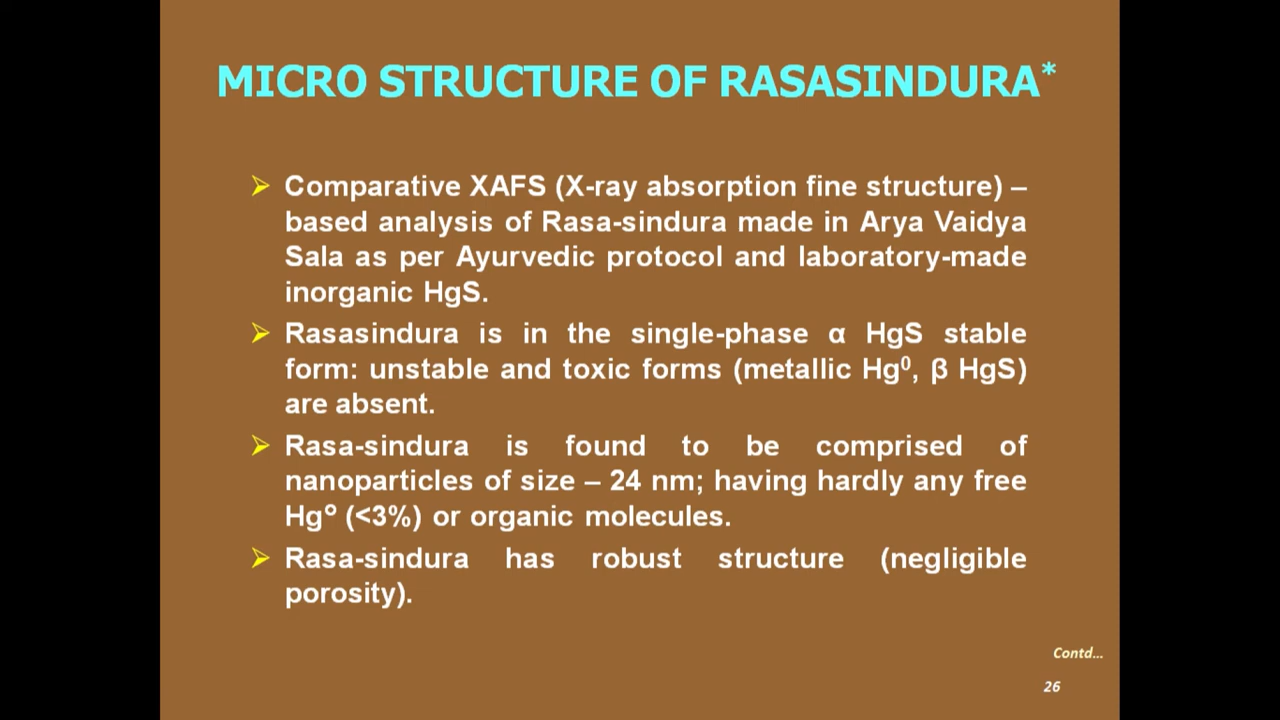 MICRO STRUCTURE OF RASASINDURA*
➢ Comparative XAFS (X-ray absorption fine structure) –
based analysis of Rasa-sindura made in Arya Vaidya
Sala as per Ayurvedic protocol and laboratory-made
inorganic HgS.
➢ Rasasindura is in the single-phase α HgS stable
form: unstable and toxic forms (metallic Hg⁰, β HgS)
are absent.
➢ Rasa-sindura is found to be comprised of
nanoparticles of size – 24 nm; having hardly any free
Hg° (<3%) or organic molecules.
➢ Rasa-sindura has robust structure (negligible
porosity).
Contd...
26